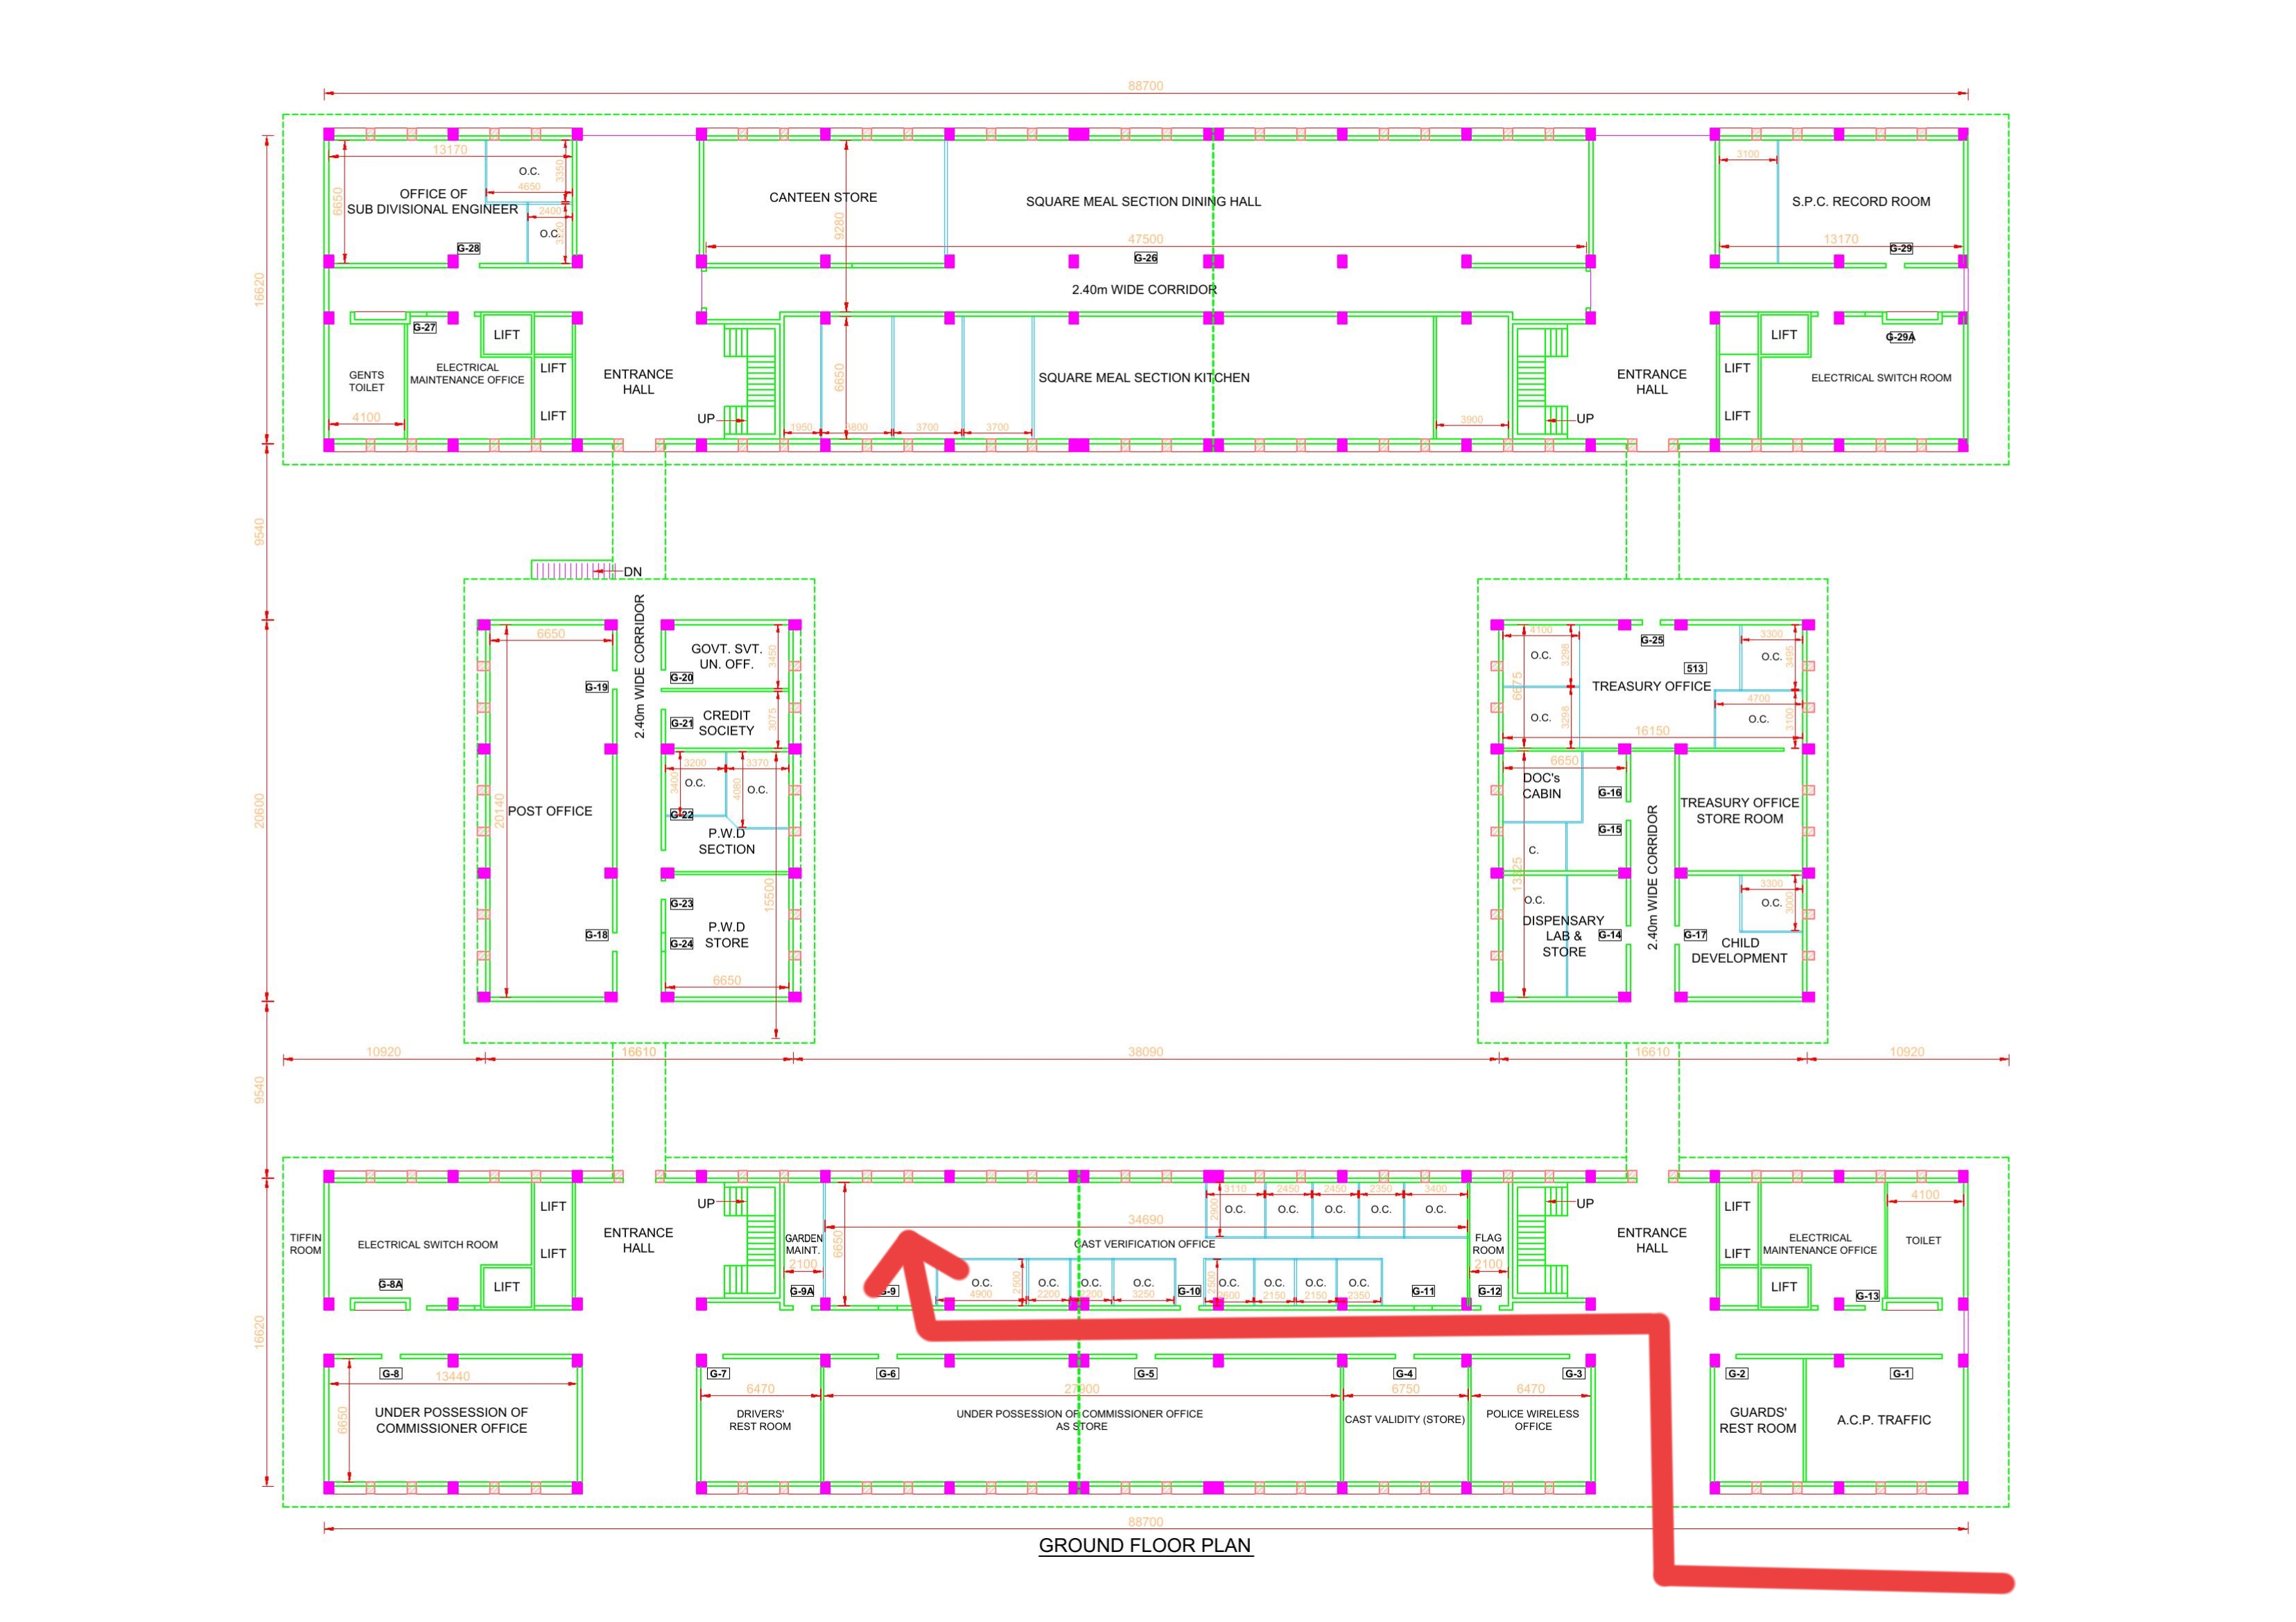 88700
13170
O.C.
3350
4650
OFFICE OF
SUB DIVISIONAL ENGINEER
6650
2400
O.C.
G-28
CANTEEN STORE
9280
SQUARE MEAL SECTION DINING HALL
47500
G-26
2.40m WIDE CORRIDOR
3100
S.P.C. RECORD ROOM
13170
G-29
16620
G-27
LIFT
GENTS
TOILET
4100
ELECTRICAL
MAINTENANCE OFFICE
LIFT
LIFT
ENTRANCE
HALL
UP
6650
1950
3800
3700
3700
SQUARE MEAL SECTION KITCHEN
3900
UP
ENTRANCE
HALL
LIFT
LIFT
LIFT
G-29A
ELECTRICAL SWITCH ROOM
9540
DN
2.40m WIDE CORRIDOR
6650
G-19
20140
POST OFFICE
G-18
GOVT. SVT.
UN. OFF.
3450
G-20
G-21
CREDIT
SOCIETY
3075
3200
3370
3400
O.C.
4080
O.C.
G-22
P.W.D
SECTION
15500
G-23
P.W.D
STORE
G-24
6650
20600
4100
O.C.
3298
G-25
513
TREASURY OFFICE
3300
O.C.
3495
6675
O.C.
3298
4700
O.C.
3100
16150
6650
DOC's
CABIN
G-16
G-15
C.
TREASURY OFFICE
STORE ROOM
2.40m WIDE CORRIDOR
O.C.
DISPENSARY
LAB &
STORE
G-14
G-17
3300
O.C.
3000
CHILD
DEVELOPMENT
10920
16610
38090
16610
10920
9540
TIFFIN
ROOM
ELECTRICAL SWITCH ROOM
G-8A
LIFT
LIFT
LIFT
ENTRANCE
HALL
UP
GARDEN
MAINT.
2100
G-9A
6650
G-9
34690
CAST VERIFICATION OFFICE
3110
2450
2450
2350
3400
2900
O.C.
O.C.
O.C.
O.C.
O.C.
O.C.
4900
2500
O.C.
2200
O.C.
2200
O.C.
3250
G-10
2500
O.C.
2600
O.C.
2150
O.C.
2150
O.C.
2350
G-11
FLAG
ROOM
2100
G-12
UP
ENTRANCE
HALL
LIFT
LIFT
LIFT
ELECTRICAL
MAINTENANCE OFFICE
G-13
4100
TOILET
16620
G-8
13440
6650
UNDER POSSESSION OF
COMMISSIONER OFFICE
G-7
6470
DRIVERS'
REST ROOM
G-6
G-5
27900
UNDER POSSESSION OF COMMISSIONER OFFICE
AS STORE
G-4
6750
CAST VALIDITY (STORE)
G-3
6470
POLICE WIRELESS
OFFICE
G-2
GUARDS'
REST ROOM
G-1
A.C.P. TRAFFIC
88700
GROUND FLOOR PLAN